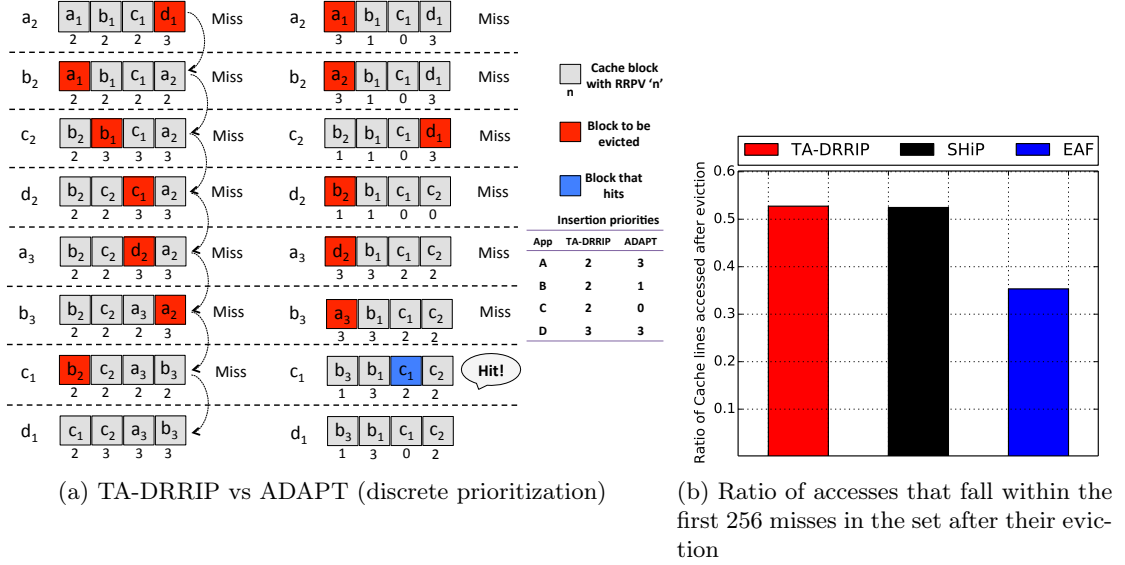 a2 a1 b1 c1 d1 Miss a1 b1 c1 d1 Miss
2 2 2 3 3 1 0 3
b2 a1 b1 c1 a2 Miss b2 a2 b1 c1 d1 Miss
2 2 2 2 3 1 0 3
c2 b2 b1 c1 a2 Miss c2 b2 b1 c1 d1 Miss
2 3 3 3 1 1 0 3
d2 b2 c2 c1 a2 Miss d2 b2 b1 c1 c2 Miss
2 2 3 3 1 1 0 0
a3 b2 c2 d2 a2 Miss a3 d2 b1 c1 c2 Miss
2 2 3 3 3 3 2 2
b3 b2 c2 a3 a2 Miss b3 a3 b1 c1 c2 Miss
2 2 2 3 3 3 2 2
c1 b2 c2 a3 b3 Miss c1 b3 b1 c1 c2 Hit!
2 2 2 2 1 3 2 2
d1 c1 c2 a3 b3 d1 b3 b1 c1 c2
2 3 3 3 1 3 0 2
Cache block
with RRPV ‘n’
n
Block to be
evicted
Block that
hits
Insertion priorities
App TA-DRRIP ADAPT
A 2 3
B 2 1
C 2 0
D 3 3
(a) TA-DRRIP vs ADAPT (discrete prioritization)
TA-DRRIP SHiP EAF
Ratio of Cache lines accessed after eviction
0.6
0.5
0.4
0.3
0.2
0.1
(b) Ratio of accesses that fall within the
first 256 misses in the set after their evic-
tion